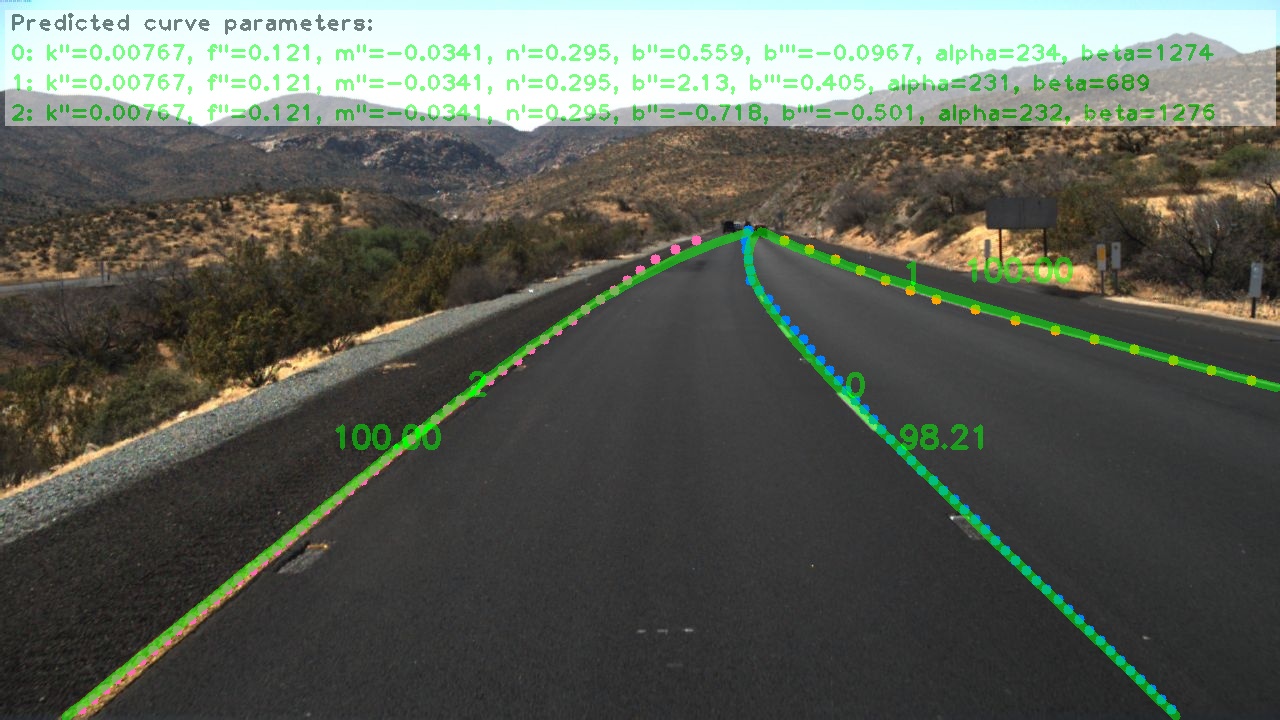 Predicted curve parameters:
0: k''=0.00767, f''=0.121, m''=-0.0341, n'=0.295, b''=0.559, b'''=-0.0967, alpha=234, beta=1274
1: k''=0.00767, f''=0.121, m''=-0.0341, n'=0.295, b''=2.13, b'''=0.405, alpha=231, beta=689
2: k''=0.00767, f''=0.121, m''=-0.0341, n'=0.295, b''=-0.718, b'''=-0.501, alpha=232, beta=1276
1 100.00
2 0
100.00 98.21